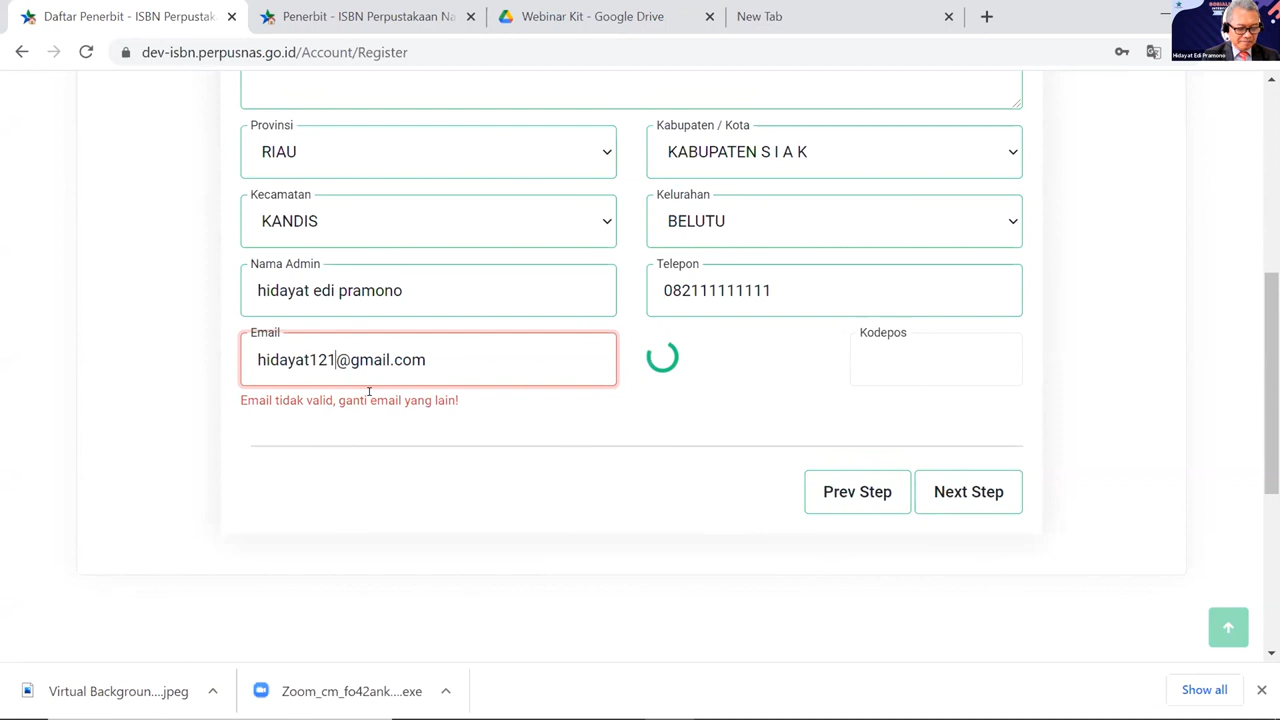 Daftar Penerbit - ISBN Perpustak
Penerbit - 
Perpustakaan Na
Webinar Kit - Google Drive
New Tab
dev-isbn.perpusnas.go.id/Account/Register
Hidayat Edi Pramono
Provinsi
RIAU
Kabupaten / Kota
KABUPATEN S I A K
Kecamatan
KANDIS
Kelurahan
BELUTU
Nama Admin
hidayat edi pramono
Telepon
082111111111
Email
hidayat121@gmail.com
Kodepos
Email tidak valid, ganti email yang lain!
Prev Step
Next Step
Virtual Backgroun....jpeg
Zoom_cm_fo42ank....exe
Show all